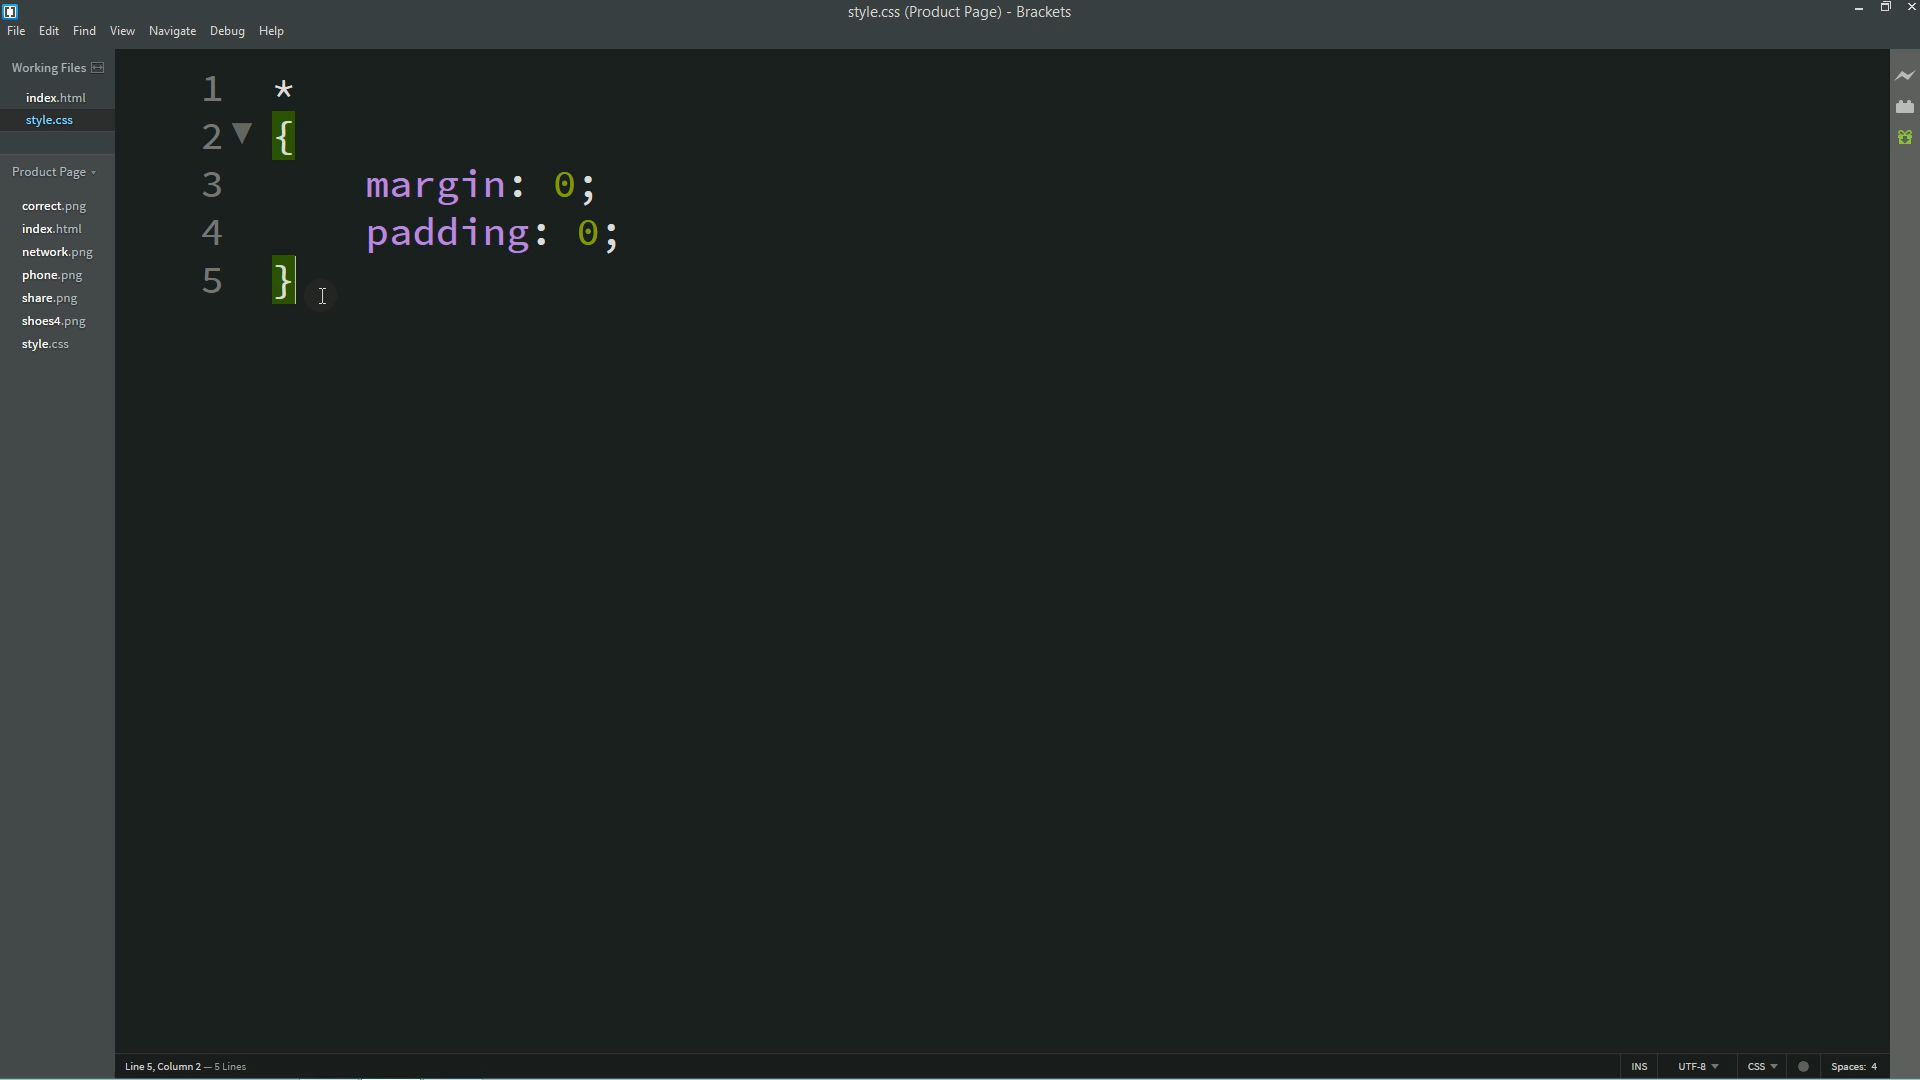 style.css (Product Page) - Brackets
File Edit Find View Navigate Debug Help
Working Files
index.html
style.css
Product Page
correct.png
index.html
network.png
phone.png
share.png
shoes4.png
style.css
1 *
2 {
3 margin: 0;
4 padding: 0;
5 }
Line 5, Column 2 — 5 Lines
INS UTF-8 CSS Spaces: 4